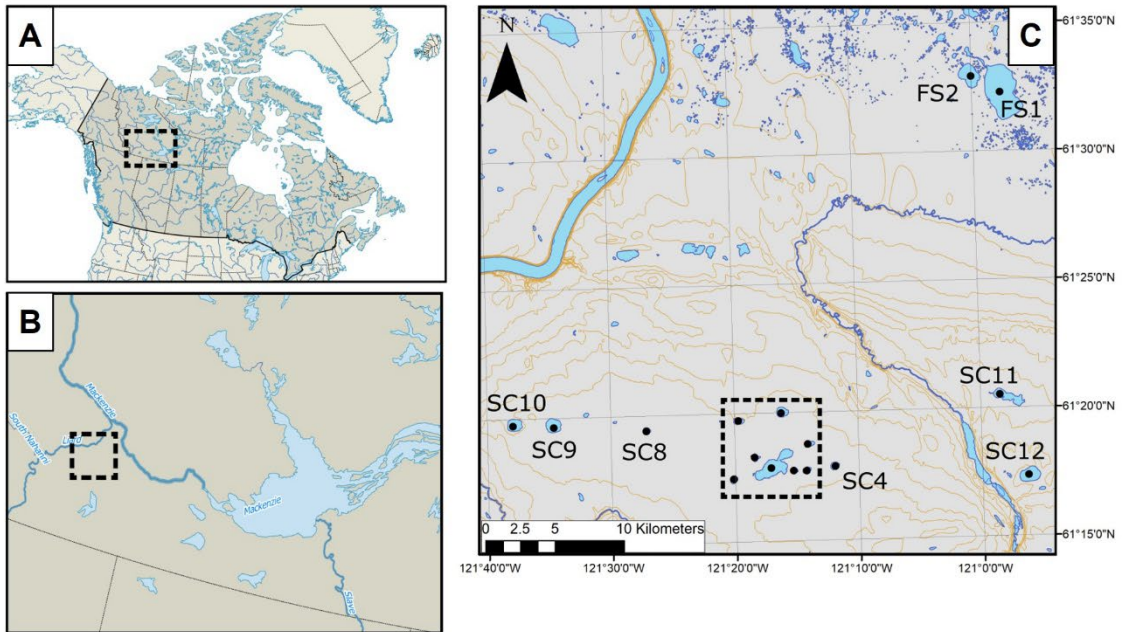 A
B
Mackenzie
South Nahanni
Liard
Mackenzie
Slave
C
N
FS2
FS1
SC10
SC9
SC8
SC4
SC11
SC12
0 2.5 5 10 Kilometers
61°35'0"N
61°30'0"N
61°25'0"N
61°20'0"N
61°15'0"N
121°40'0"W 121°30'0"W 121°20'0"W 121°10'0"W 121°0'0"W